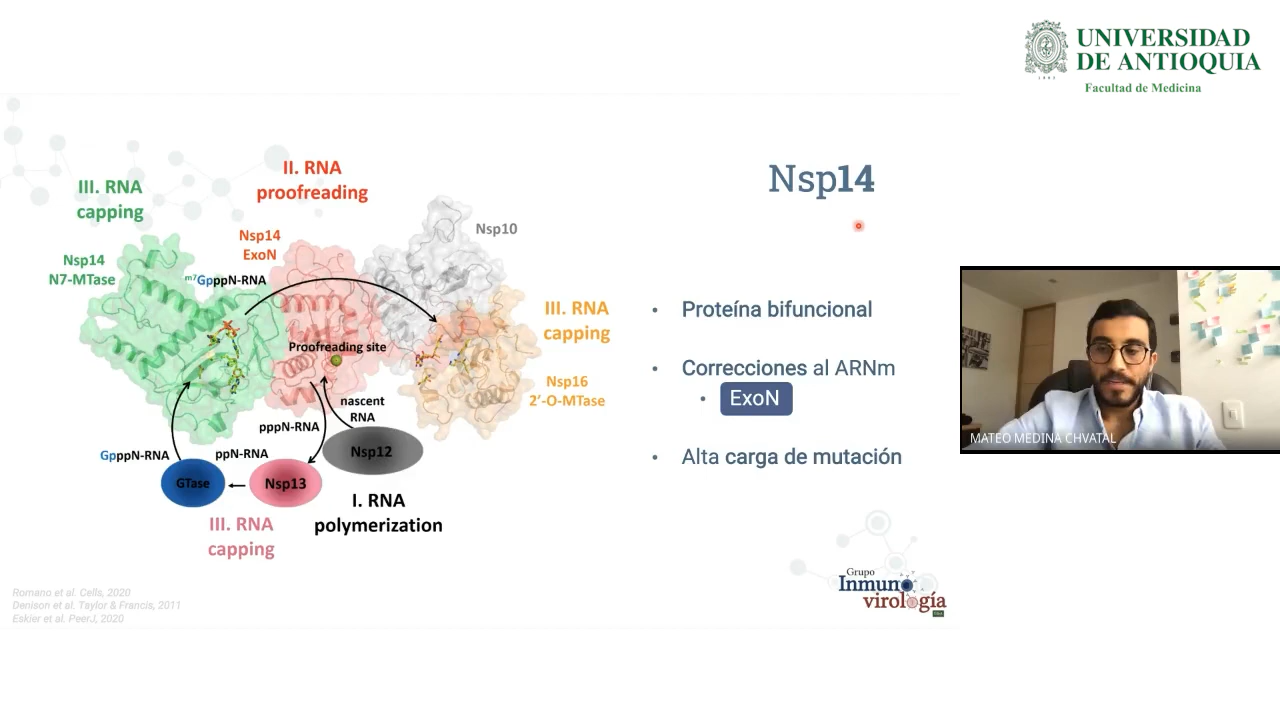 UNIVERSIDAD
DE ANTIOQUIA
1803
Facultad de Medicina
II. RNA
proofreading
III. RNA
capping
Nsp14
ExoN
Nsp10
Nsp14
N7-MTase
m7GpppN-RNA
III. RNA
capping
Proofreading site
Nsp16
2'-O-MTase
nascent
RNA
pppN-RNA
GpppN-RNA
ppN-RNA
Nsp12
GTase
Nsp13
I. RNA
polymerization
III. RNA
capping
Romano et al. Cells, 2020
Denison et al. Taylor & Francis, 2011
Eskier et al. PeerJ, 2020
Nsp14
• Proteína bifuncional
• Correcciones al ARNm
• ExoN
• Alta carga de mutación
Grupo
Inmuno
virología
MATEO MEDINA CHVATAL